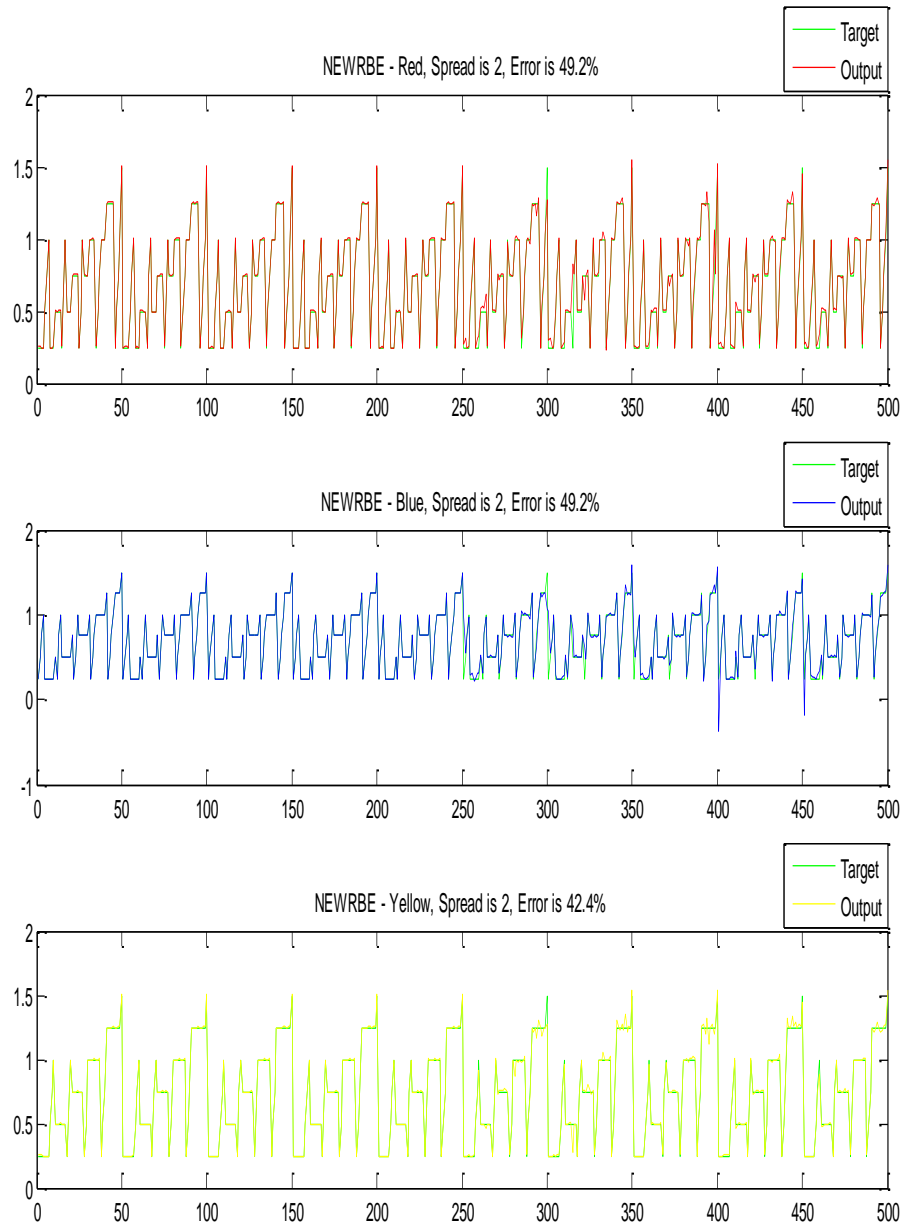 Target
Output
NEWRBE - Red, Spread is 2, Error is 49.2%
2
1.5
1
0.5
0
0 50 100 150 200 250 300 350 400 450 500
Target
Output
NEWRBE - Blue, Spread is 2, Error is 49.2%
2
1
0
-1
0 50 100 150 200 250 300 350 400 450 500
Target
Output
NEWRBE - Yellow, Spread is 2, Error is 42.4%
2
1.5
1
0.5
0
0 50 100 150 200 250 300 350 400 450 500